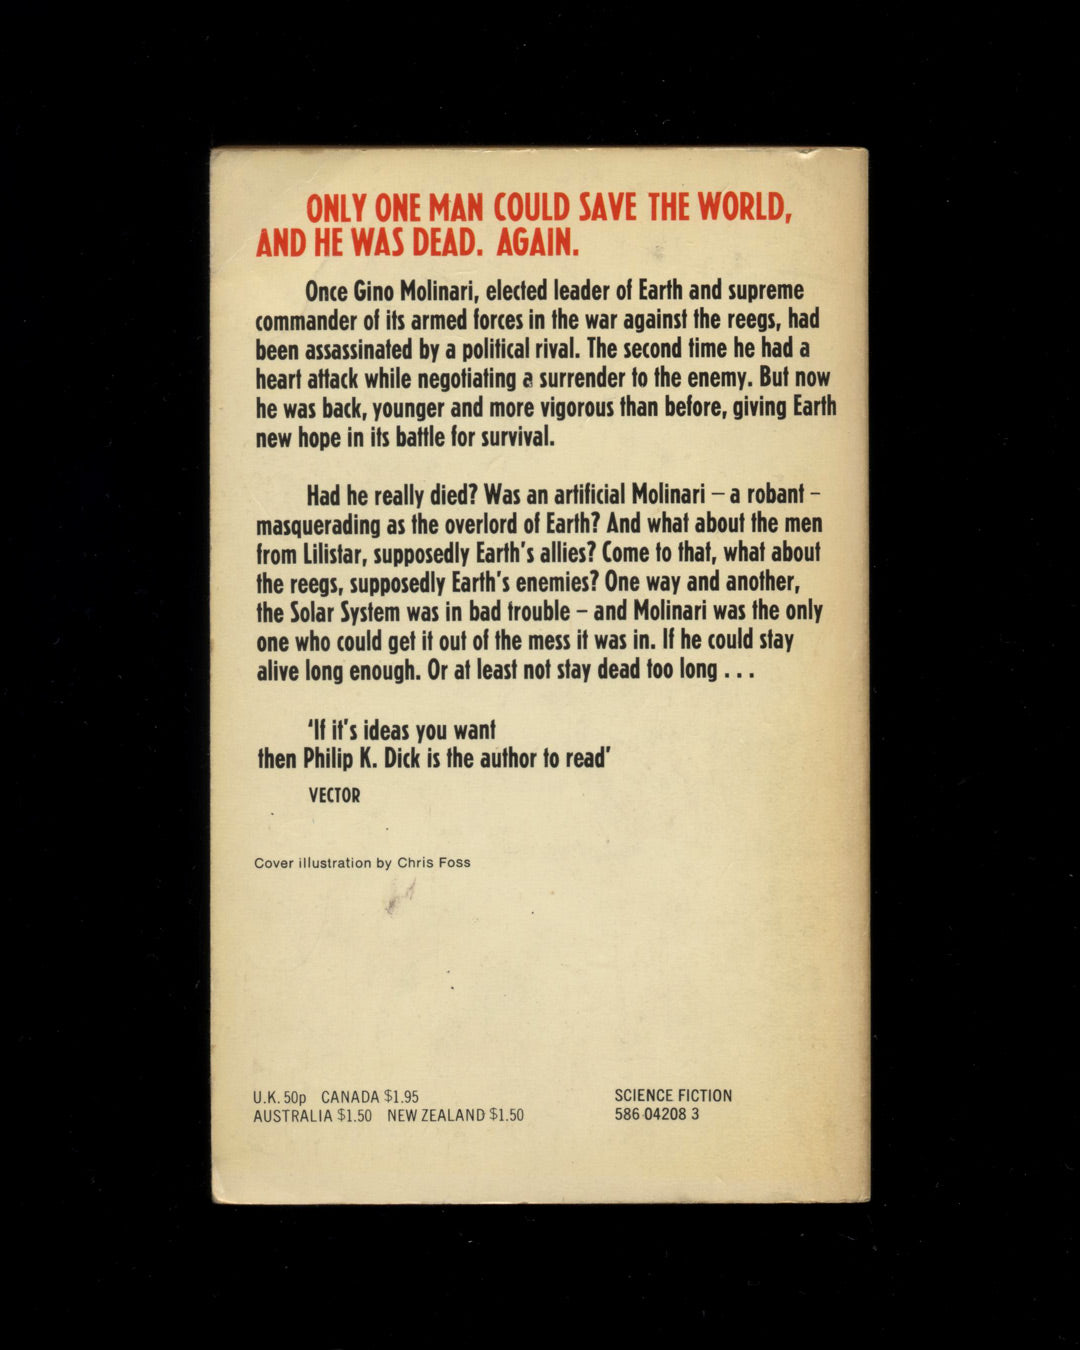 ONLY ONE MAN COULD SAVE THE WORLD,
AND HE WAS DEAD. AGAIN.
Once Gino Molinari, elected leader of Earth and supreme
commander of its armed forces in the war against the reegs, had
been assassinated by a political rival. The second time he had a
heart attack while negotiating a surrender to the enemy. But now
he was back, younger and more vigorous than before, giving Earth
new hope in its battle for survival.
Had he really died? Was an artificial Molinari – a robant –
masquerading as the overlord of Earth? And what about the men
from Lilistar, supposedly Earth's allies? Come to that, what about
the reegs, supposedly Earth's enemies? One way and another,
the Solar System was in bad trouble – and Molinari was the only
one who could get it out of the mess it was in. If he could stay
alive long enough. Or at least not stay dead too long . . .
'If it's ideas you want
then Philip K. Dick is the author to read'
VECTOR
Cover illustration by Chris Foss
U.K. 50p CANADA $1.95
AUSTRALIA $1.50 NEW ZEALAND $1.50
SCIENCE FICTION
586 04208 3